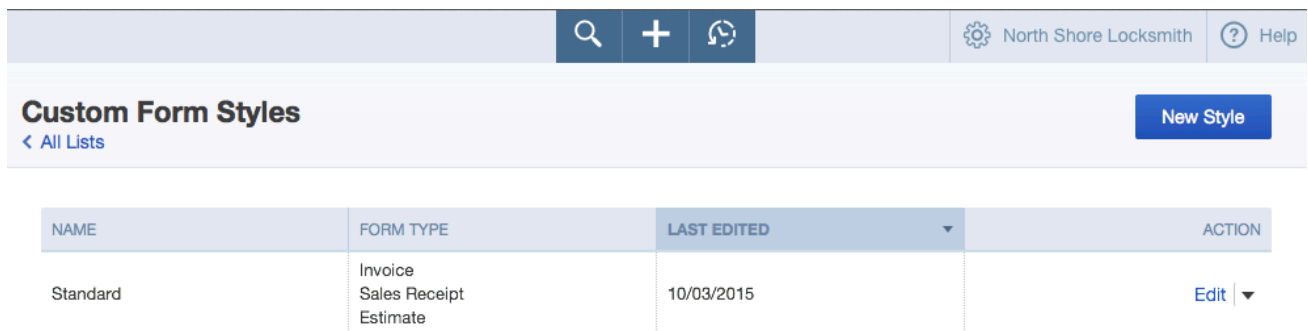 North Shore Locksmith
Help
Custom Form Styles
All Lists
New Style
NAME
FORM TYPE
LAST EDITED
ACTION
Standard
Invoice
Sales Receipt
Estimate
10/03/2015
Edit